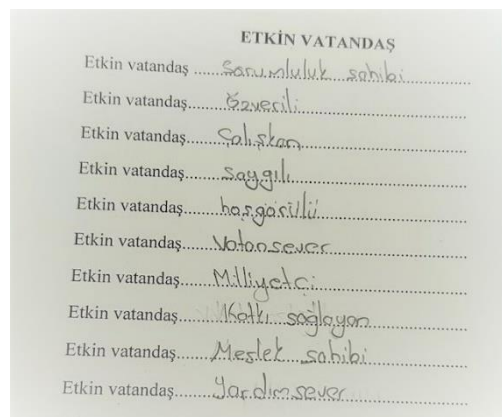 ETKİN VATANDAŞ
Etkin vatandaş ......Sorumluluk sahibi
Etkin vatandaş.........Özverili
Etkin vatandaş.........Çalışkan
Etkin vatandaş.........saygılı
Etkin vatandaş.........hoşgörülü
Etkin vatandaş.........Vatansever
Etkin vatandaş.........Milliyetçi
Etkin vatandaş.........Katkı sağlayan
Etkin vatandaş.........Meslek sahibi
Etkin vatandaş.........Yardımsever